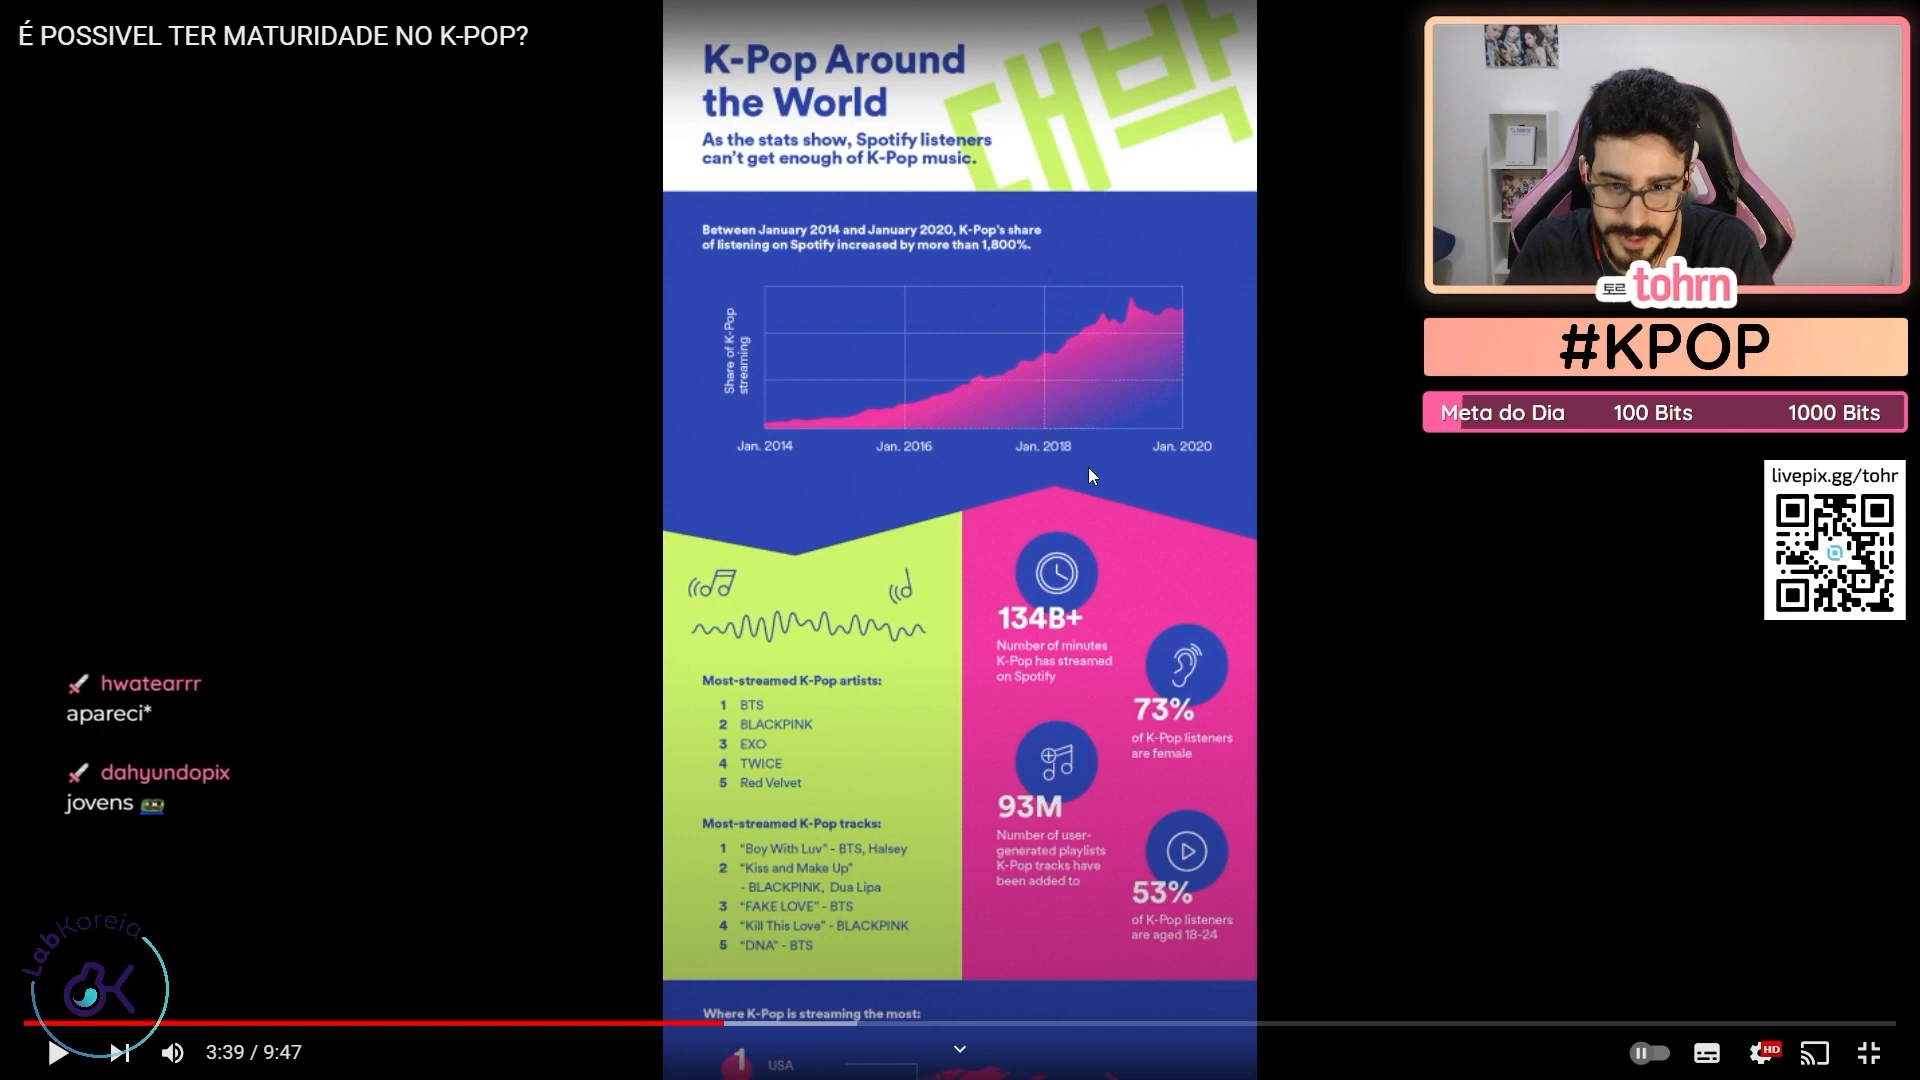 É POSSIVEL TER MATURIDADE NO K-POP?
K-Pop Around
the World
대박
As the stats show, Spotify listeners
can't get enough of K-Pop music.
Between January 2014 and January 2020, K-Pop's share
of listening on Spotify increased by more than 1,800%.
Share of K-Pop
streaming
Jan. 2014
Jan. 2016
Jan. 2018
Jan. 2020
Most-streamed K-Pop artists:
1 BTS
2 BLACKPINK
3 EXO
4 TWICE
5 Red Velvet
Most-streamed K-Pop tracks:
1 "Boy With Luv" - BTS, Halsey
2 "Kiss and Make Up"
- BLACKPINK, Dua Lipa
3 "FAKE LOVE" - BTS
4 "Kill This Love" - BLACKPINK
5 "DNA" - BTS
134B+
Number of minutes
K-Pop has streamed
on Spotify
73%
of K-Pop listeners
are female
93M
Number of user-
generated playlists
K-Pop tracks have
been added to
53%
of K-Pop listeners
are aged 18-24
Where K-Pop is streaming the most:
1 USA
토르 tohrn
#KPOP
Meta do Dia 100 Bits 1000 Bits
livepix.gg/tohr
hwatearrr
apareci*
dahyundopix
jovens
LabKoreia
3:39 / 9:47
HD